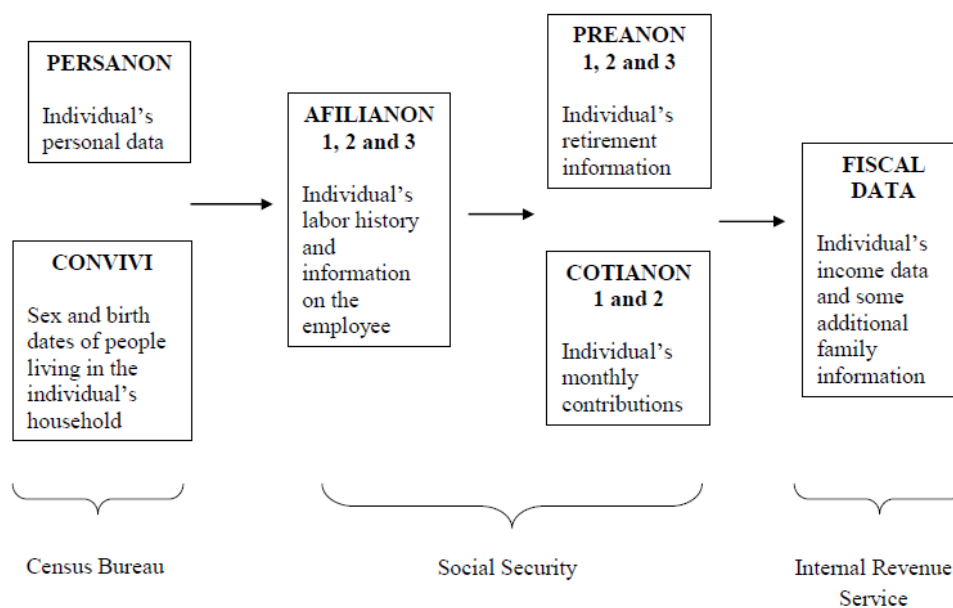 PERSANON
Individual's
personal data
CONVIVI
Sex and birth
dates of people
living in the
individual's
household
AFILIANON
1, 2 and 3
Individual's
labor history
and
information
on the
employee
PREANON
1, 2 and 3
Individual's
retirement
information
COTIANON
1 and 2
Individual's
monthly
contributions
FISCAL
DATA
Individual's
income data
and some
additional
family
information
Census Bureau
Social Security
Internal Revenue
Service